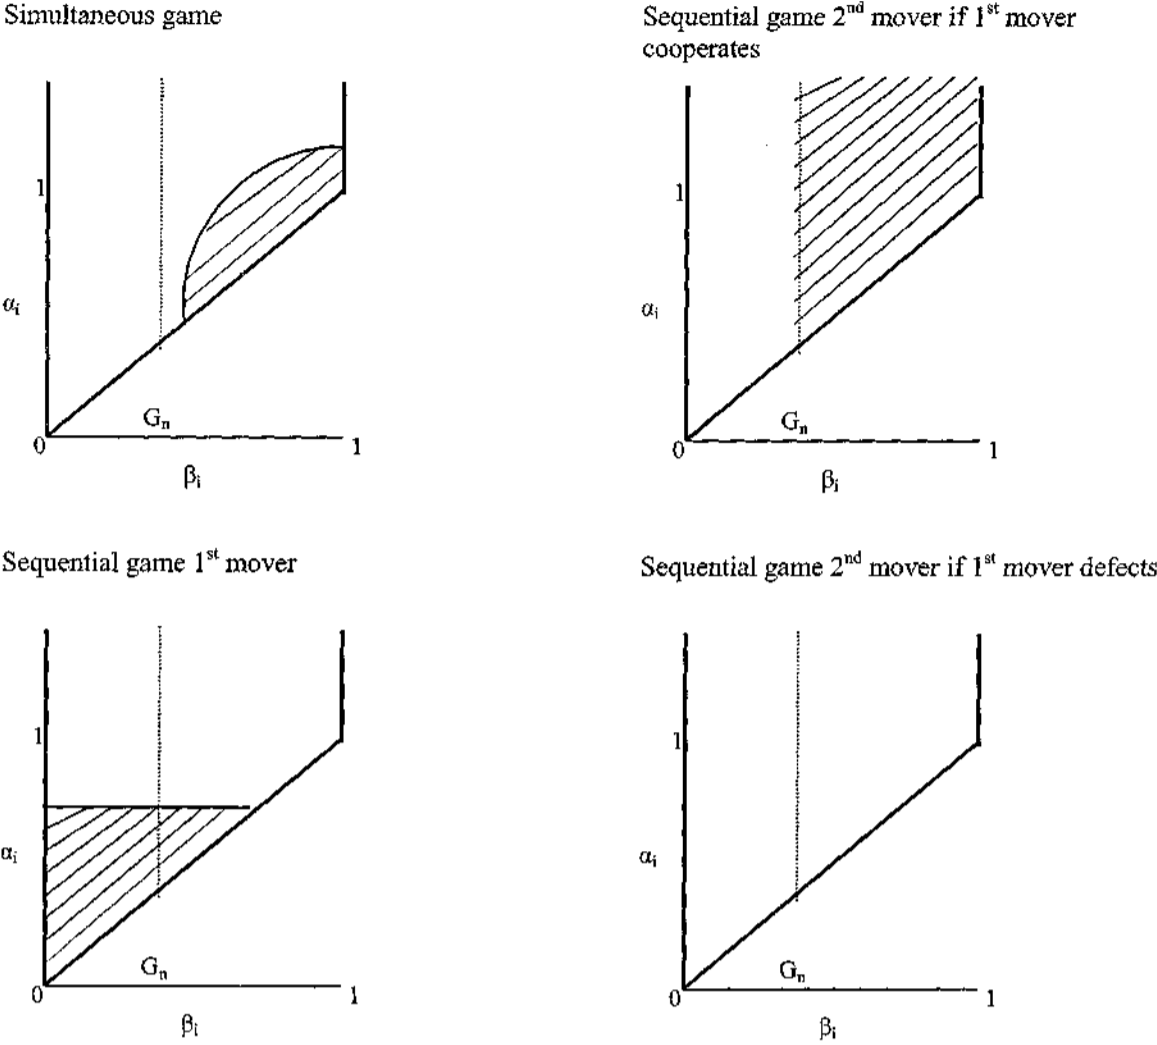 Simultaneous game
1
αᵢ
Gₙ
0
1
βᵢ
Sequential game 2ⁿᵈ mover if 1ˢᵗ mover
cooperates
1
αᵢ
Gₙ
0
1
βᵢ
Sequential game 1ˢᵗ mover
1
αᵢ
Gₙ
0
1
βᵢ
Sequential game 2ⁿᵈ mover if 1ˢᵗ mover defects
1
αᵢ
Gₙ
0
1
βᵢ